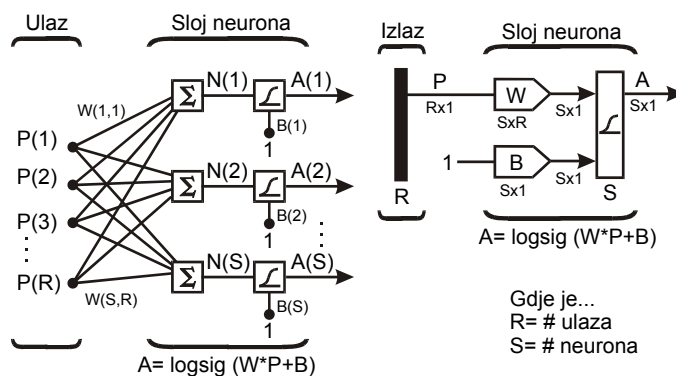 Ulaz
Sloj neurona
W(1,1)
P(1)
P(2)
P(3)
P(R)
W(S,R)
Σ
N(1)
A(1)
B(1)
1
Σ
N(2)
A(2)
B(2)
1
Σ
N(S)
A(S)
B(S)
1
A= logsig (W*P+B)
Izlaz
Sloj neurona
P
Rx1
W
SxR
Sx1
A
Sx1
1
B
Sx1
Sx1
R
S
A= logsig (W*P+B)
Gdje je...
R= # ulaza
S= # neurona